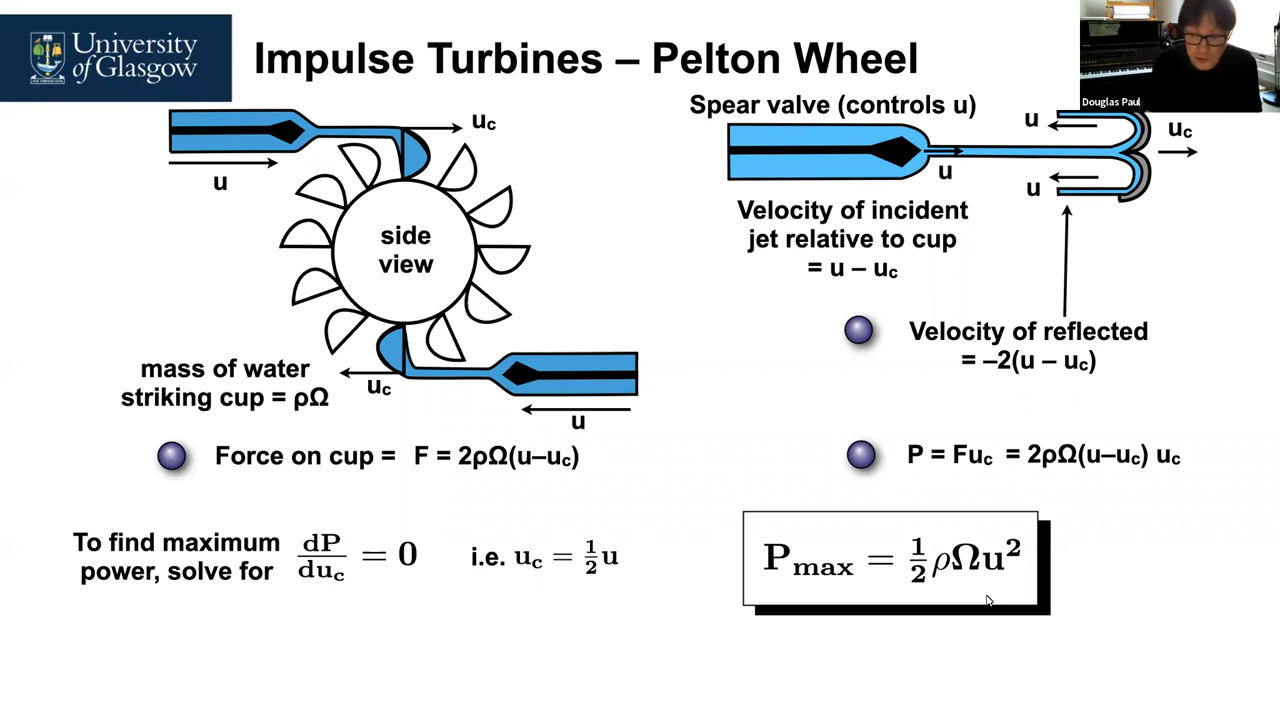 University
of Glasgow
Impulse Turbines – Pelton Wheel
Douglas Paul
uc
u
side
view
mass of water
striking cup = ρΩ
uc
u
Spear valve (controls u)
u
uc
u
u
Velocity of incident
jet relative to cup
= u – uc
Velocity of reflected
= –2(u – uc)
Force on cup = F = 2ρΩ(u–uc)
P = Fuc = 2ρΩ(u–uc) uc
To find maximum
power, solve for
dP/duc = 0
i.e. uc = 1/2 u
Pmax = 1/2 ρΩu²